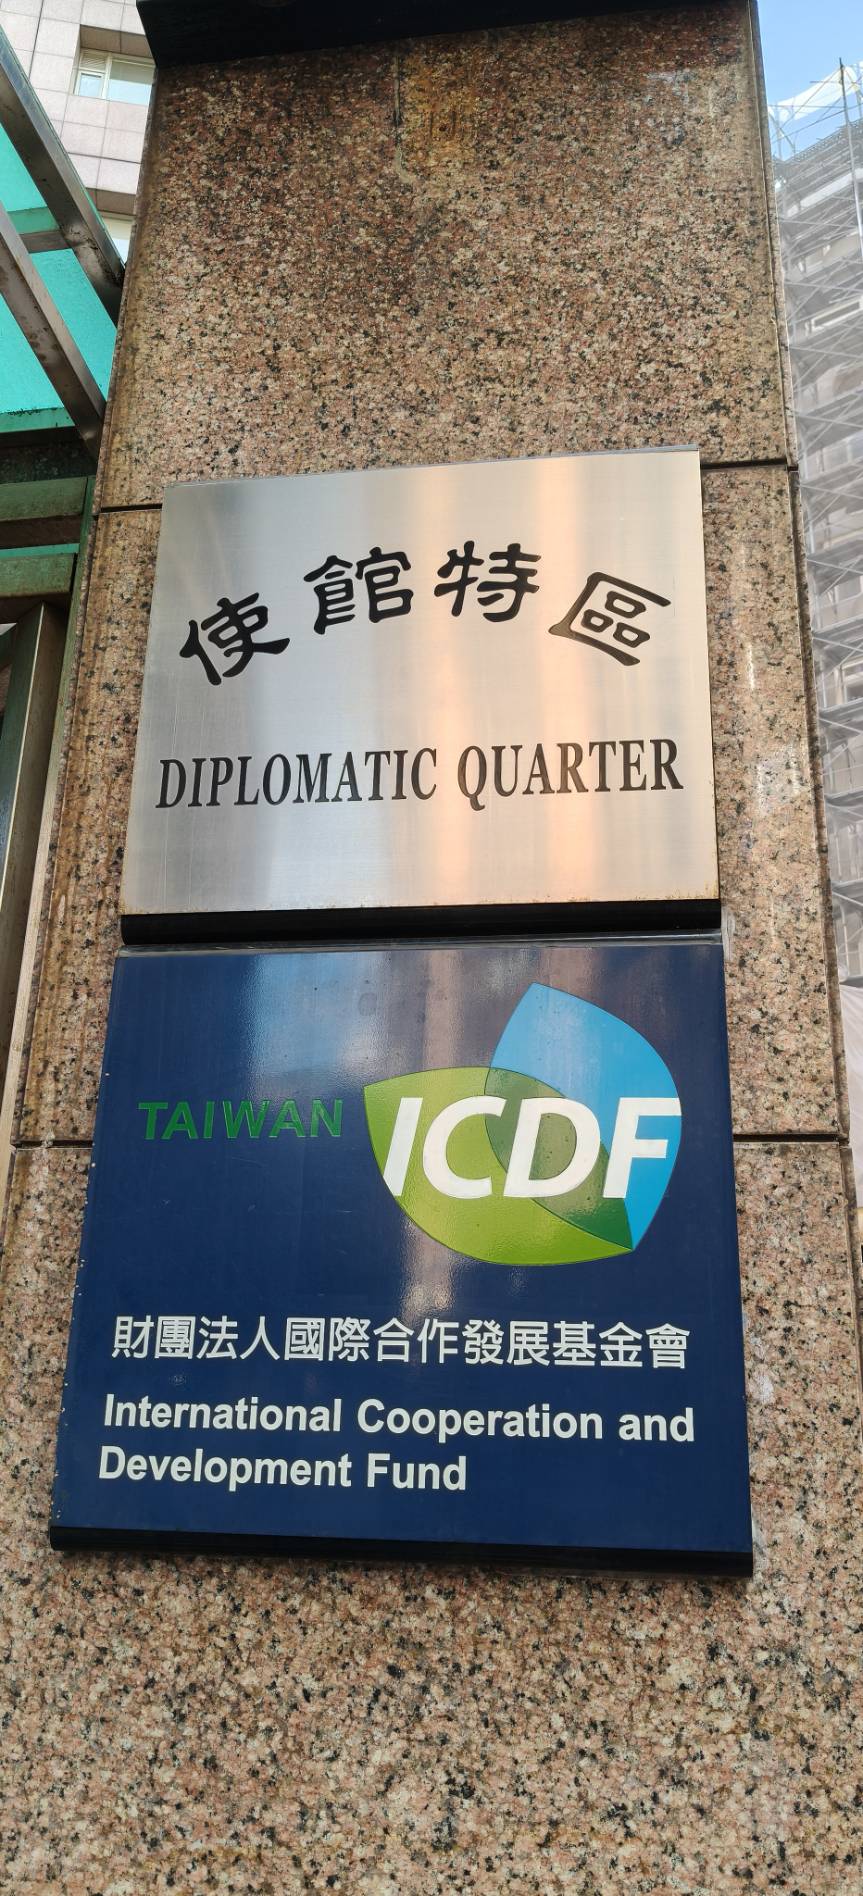 使館特區
DIPLOMATIC QUARTER
TAIWAN ICDF
財團法人國際合作發展基金會
International Cooperation and
Development Fund